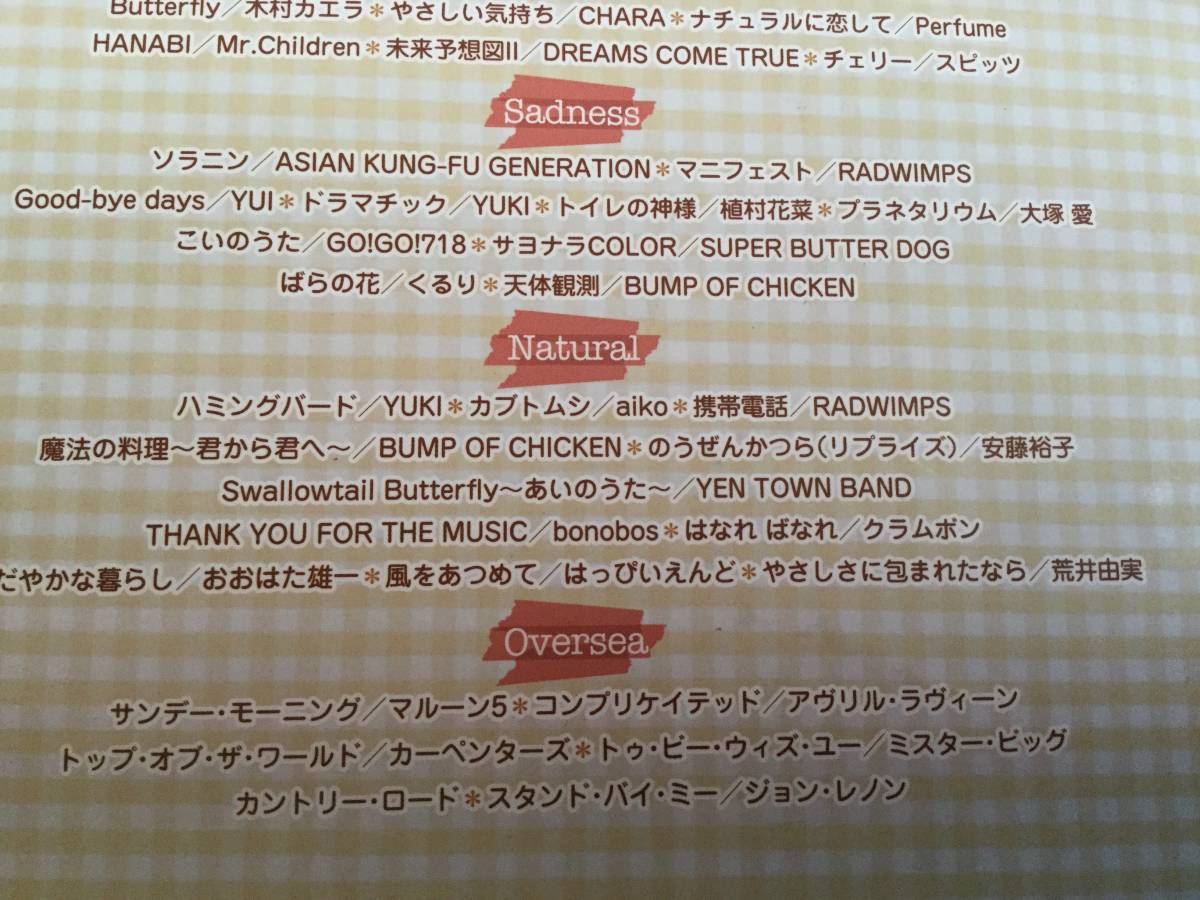 Butterfly／木村カエラ＊やさしい気持ち／CHARA＊ナチュラルに恋して／Perfume
HANABI／Mr.Children＊未来予想図II／DREAMS COME TRUE＊チェリー／スピッツ
Sadness
ソラニン／ASIAN KUNG-FU GENERATION＊マニフェスト／RADWIMPS
Good-bye days／YUI＊ドラマチック／YUKI＊トイレの神様／植村花菜＊プラネタリウム／大塚 愛
こいのうた／GO!GO!718＊サヨナラCOLOR／SUPER BUTTER DOG
ばらの花／くるり＊天体観測／BUMP OF CHICKEN
Natural
ハミングバード／YUKI＊カブトムシ／aiko＊携帯電話／RADWIMPS
魔法の料理～君から君へ～／BUMP OF CHICKEN＊のうぜんかつら（リプライズ）／安藤裕子
Swallowtail Butterfly～あいのうた～／YEN TOWN BAND
THANK YOU FOR THE MUSIC／bonobos＊はなれ ばなれ／クラムボン
だやかな暮らし／おおはた雄一＊風をあつめて／はっぴいえんど＊やさしさに包まれたなら／荒井由実
Oversea
サンデー・モーニング／マルーン5＊コンプリケイテッド／アヴリル・ラヴィーン
トップ・オブ・ザ・ワールド／カーペンターズ＊トゥ・ビー・ウィズ・ユー／ミスター・ビッグ
カントリー・ロード＊スタンド・バイ・ミー／ジョン・レノン